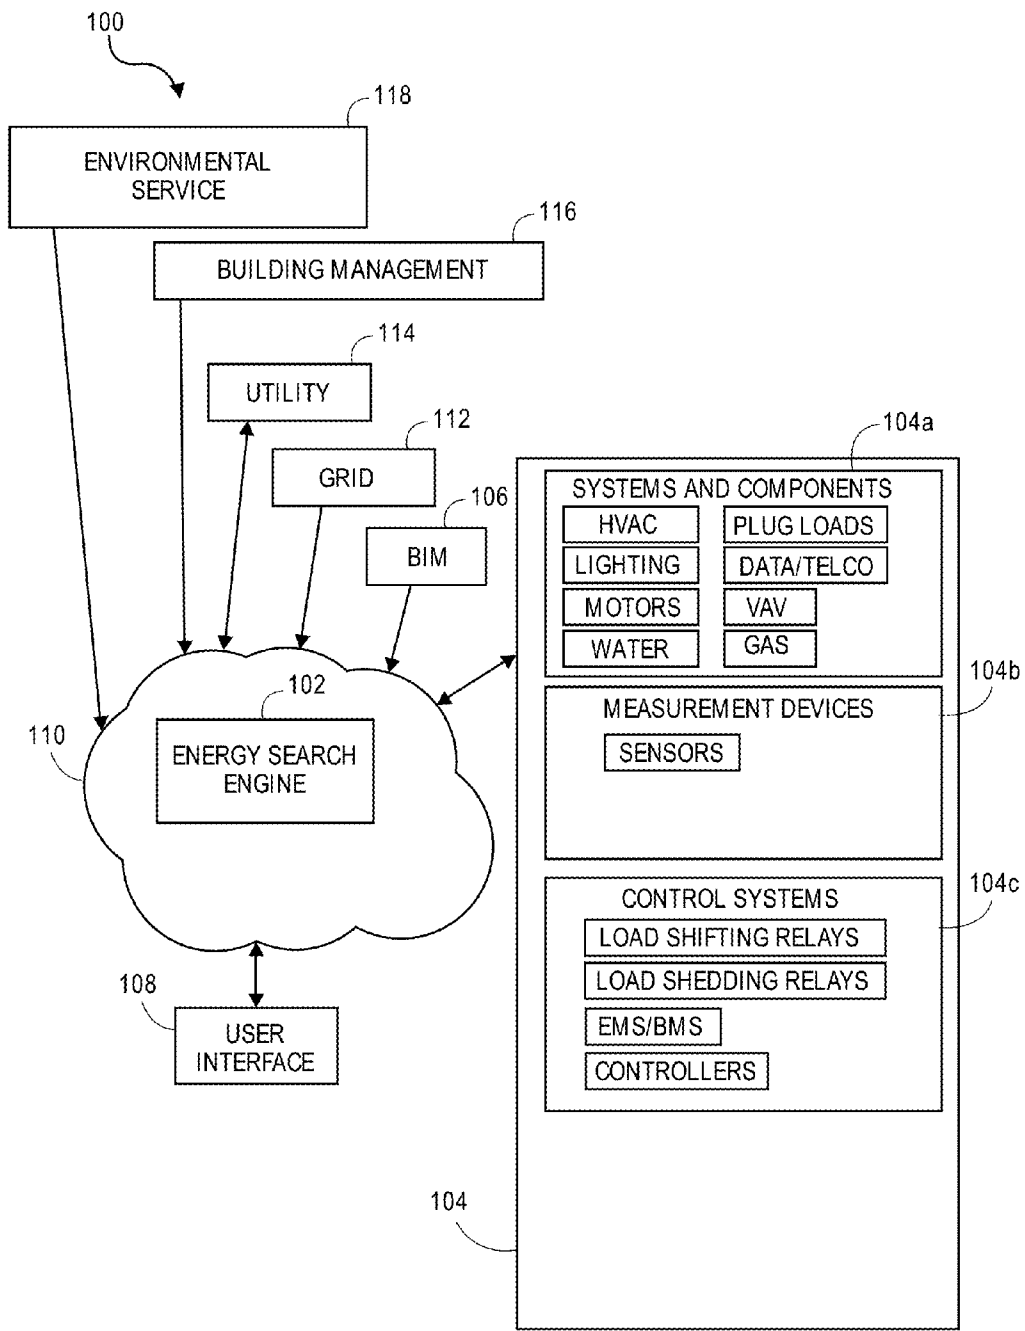 100
118
ENVIRONMENTAL
SERVICE
116
BUILDING MANAGEMENT
114
UTILITY
112
GRID
106
BIM
104a
SYSTEMS AND COMPONENTS
HVAC
PLUG LOADS
LIGHTING
DATA/TELCO
MOTORS
VAV
WATER
GAS
104b
MEASUREMENT DEVICES
SENSORS
102
110
ENERGY SEARCH
ENGINE
104c
CONTROL SYSTEMS
LOAD SHIFTING RELAYS
LOAD SHEDDING RELAYS
EMS/BMS
CONTROLLERS
108
USER
INTERFACE
104